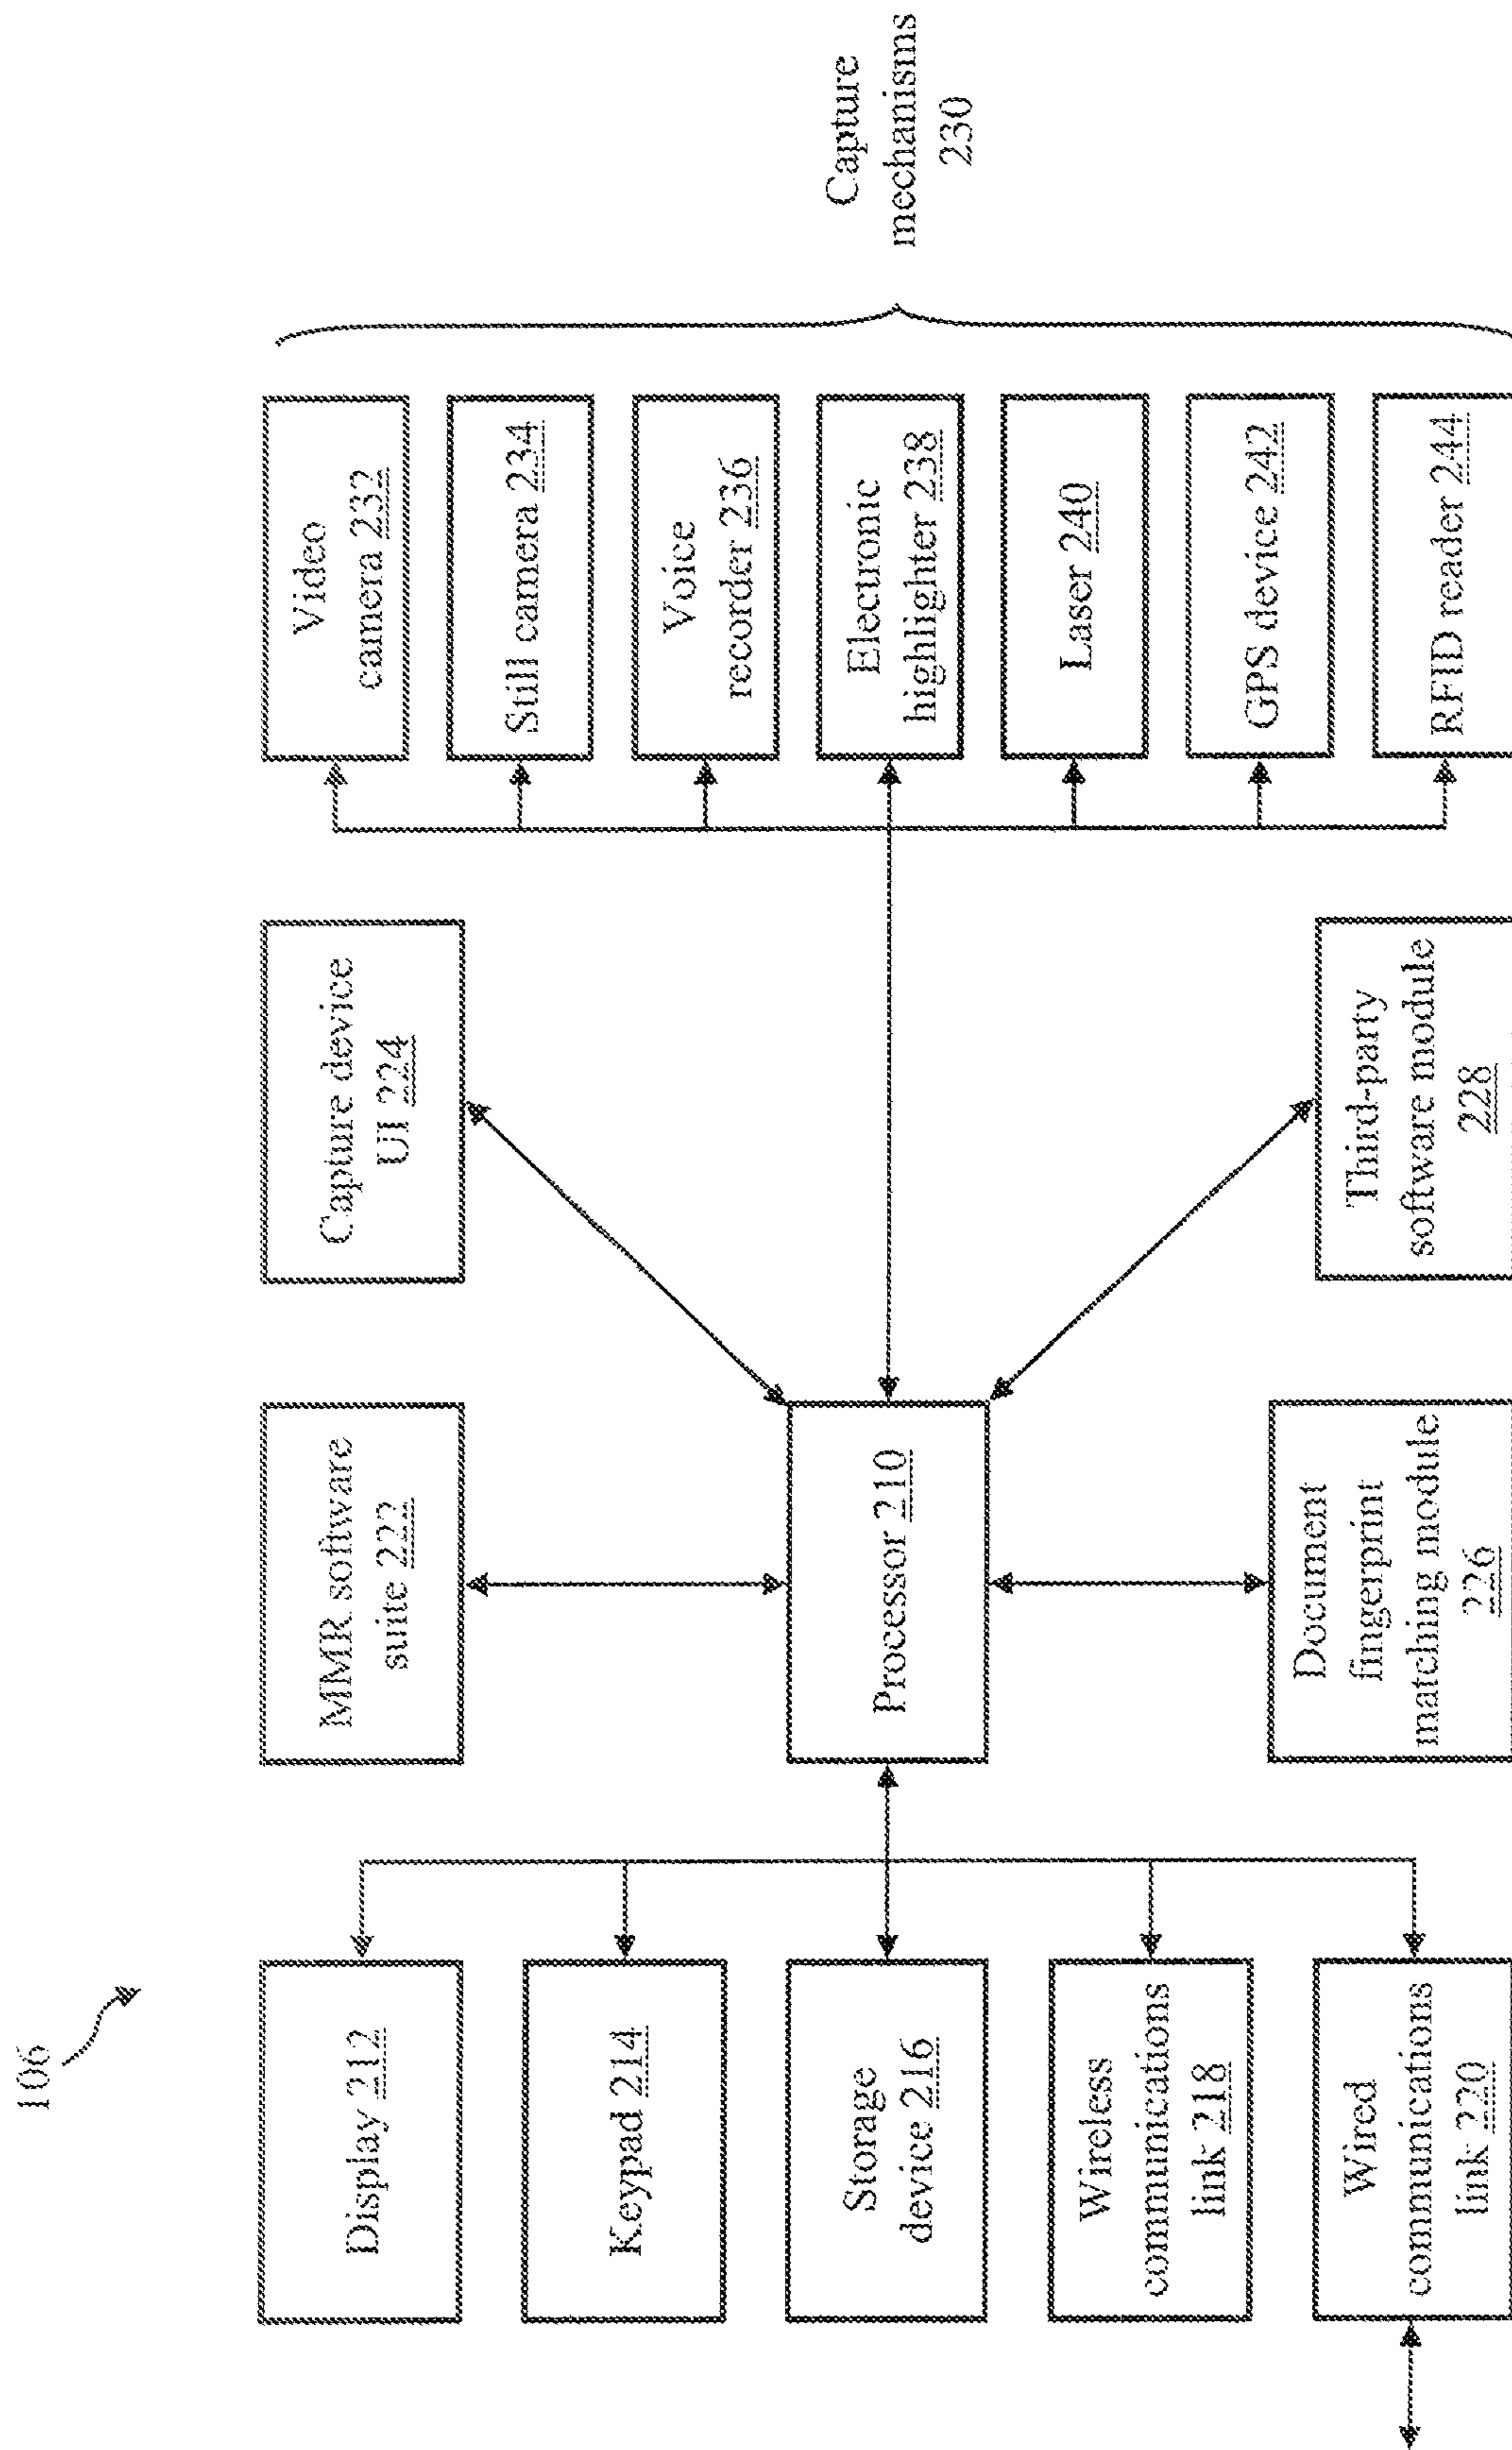 106
Display 212
Keypad 214
Storage
device 216
Wireless
communications
link 218
Wired
communications
link 220
MMR software
suite 222
Processor 210
Document
fingerprint
matching module
226
Capture device
UI 224
Third-party
software module
228
Video
camera 232
Still camera 234
Voice
recorder 236
Electronic
highlighter 238
Laser 240
GPS device 242
RFID reader 244
Capture
mechanisms
230